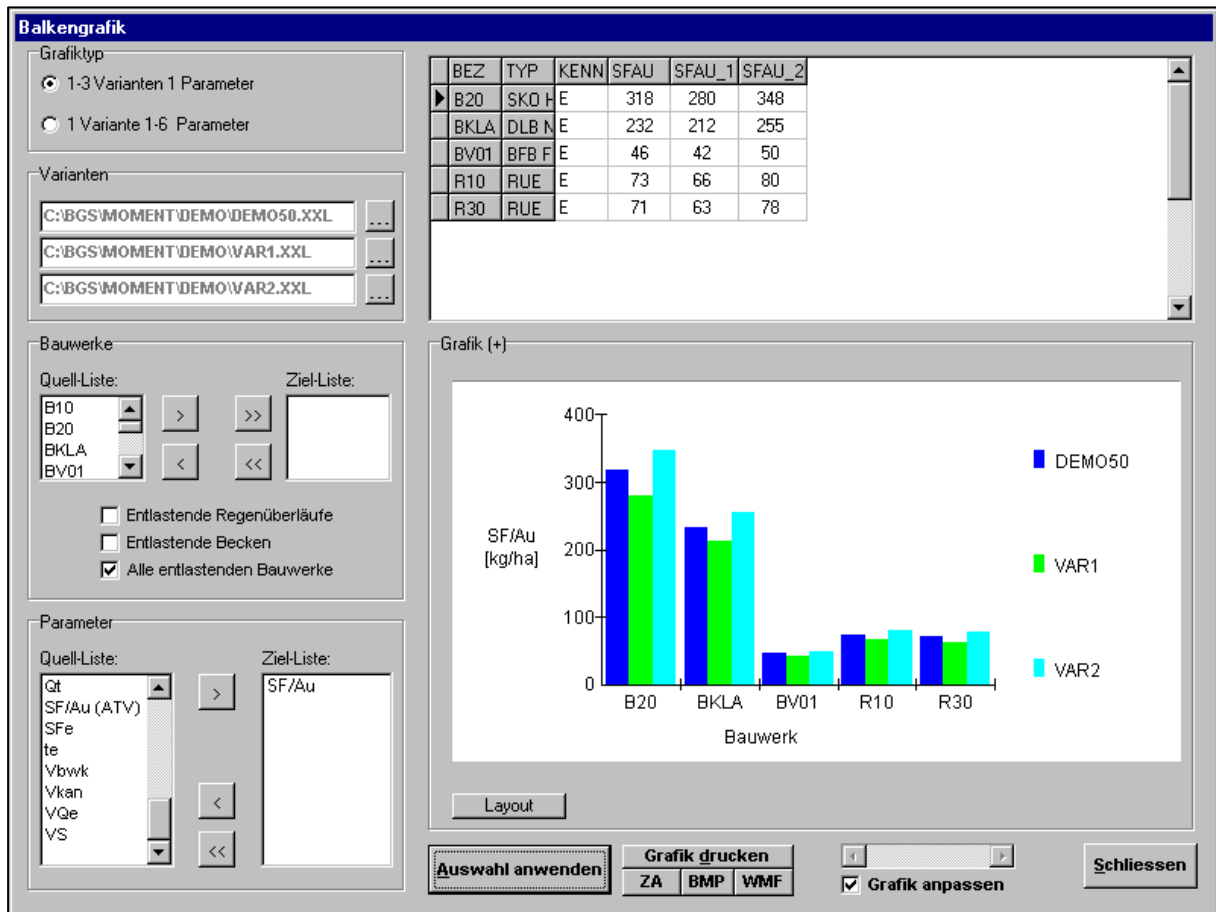 Balkengrafik
Grafiktyp
1-3 Varianten 1 Parameter
1 Variante 1-6 Parameter
Varianten
C:\BGS\MOMENT\DEMO\DEMO50.XXL
...
C:\BGS\MOMENT\DEMO\VAR1.XXL
...
C:\BGS\MOMENT\DEMO\VAR2.XXL
...
BEZ TYP KENN SFAU SFAU_1 SFAU_2
B20 SKO H E 318 280 348
BKLA DLB N E 232 212 255
BV01 BFB F E 46 42 50
R10 RUE E 73 66 80
R30 RUE E 71 63 78
Bauwerke
Quell-Liste: Ziel-Liste:
B10
B20
BKLA
BV01
> >>
< <<
Entlastende Regenüberläufe
Entlastende Becken
Alle entlastenden Bauwerke
Parameter
Quell-Liste: Ziel-Liste:
Qt
SF/Au (ATV)
SFe
te
Vbwk
Vkan
VQe
VS
>
<
<<
SF/Au
Grafik (+)
400
300
200
100
0
SF/Au
[kg/ha]
B20 BKLA BV01 R10 R30
Bauwerk
DEMO50
VAR1
VAR2
Layout
Auswahl anwenden
Grafik drucken
ZA BMP WMF
Grafik anpassen
Schliessen